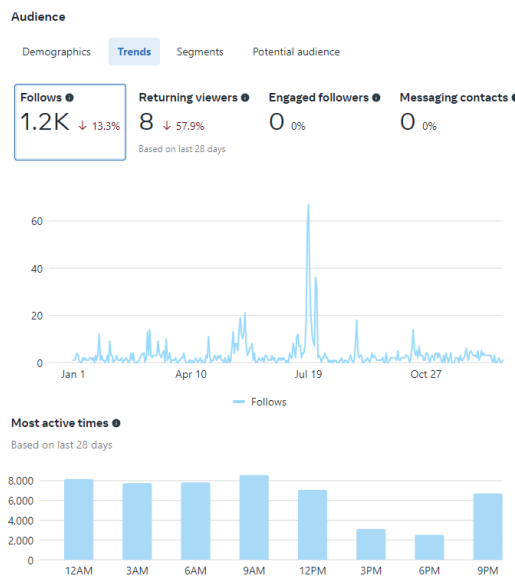 Audience
Demographics Trends Segments Potential audience
Follows Returning viewers Engaged followers Messaging contacts
1.2K ↓ 13.3% 8 ↓ 57.9% 0 0% 0 0%
Based on last 28 days
60
40
20
0
Jan 1 Apr 10 Jul 19 Oct 27
Follows
Most active times
Based on last 28 days
8,000
6,000
4,000
2,000
0
12AM 3AM 6AM 9AM 12PM 3PM 6PM 9PM